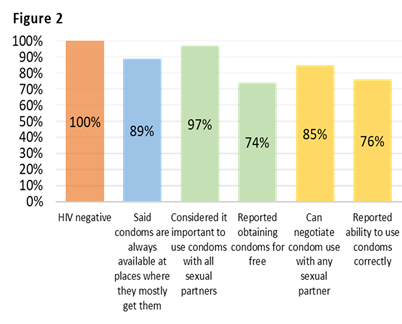 Figure 2
100%
90%
80%
70%
60%
50%
40%
30%
20%
10%
0%
100%
89%
97%
74%
85%
76%
HIV negative
Said
condoms are
always
available at
places where
they mostly
get them
Considered it
important to
use condoms
with all
sexual
partners
Reported
obtaining
condoms for
free
Can
negotiate
condom use
with any
sexual
partner
Reported
ability to use
condoms
correctly